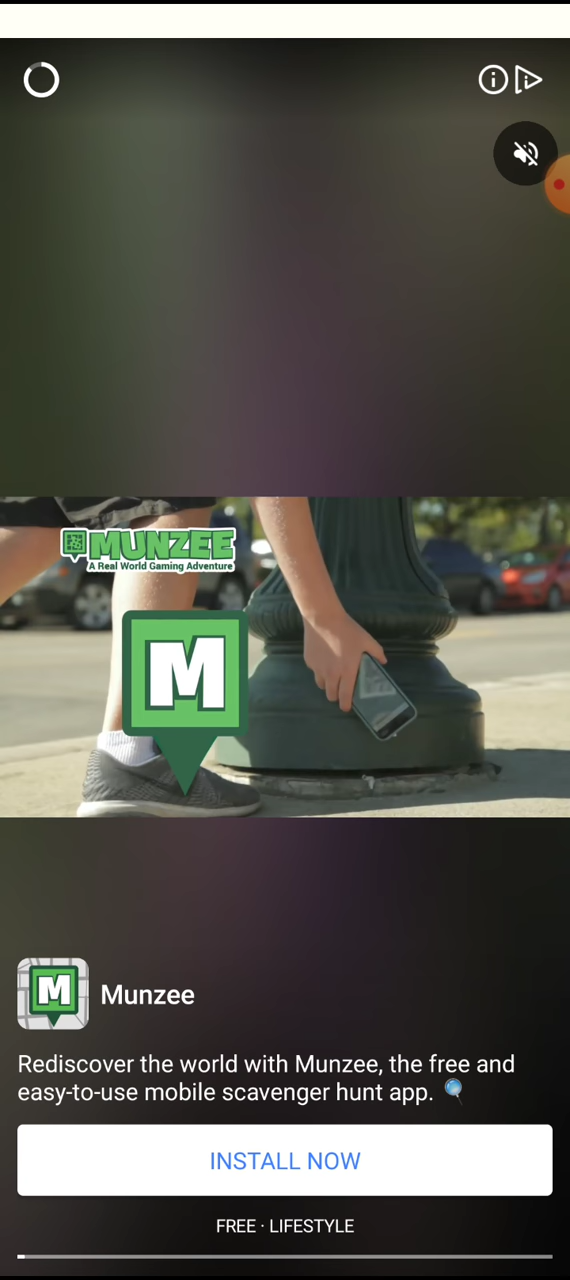 MUNZEE
A Real World Gaming Adventure
M
M
Munzee
Rediscover the world with Munzee, the free and
easy-to-use mobile scavenger hunt app.
INSTALL NOW
FREE · LIFESTYLE